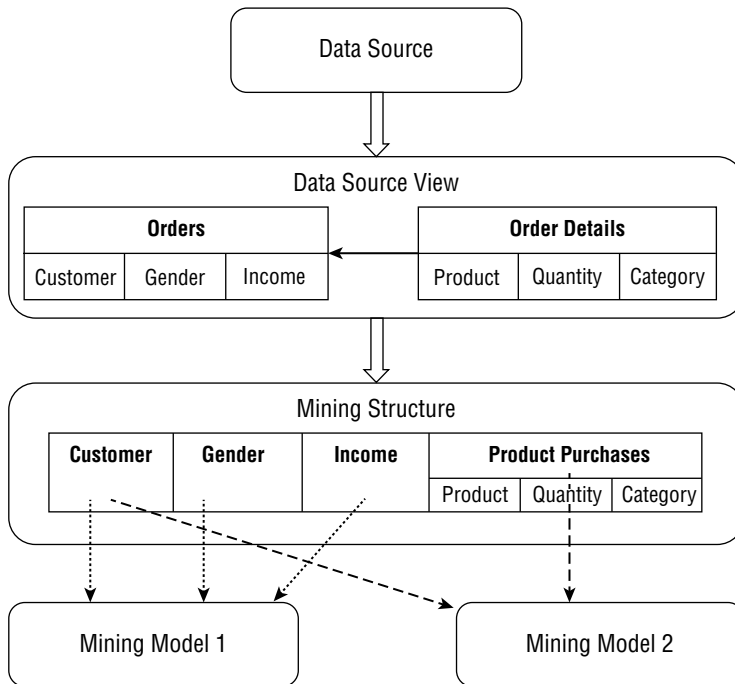 Data Source
Data Source View
Orders
Order Details
Customer Gender Income
Product Quantity Category
Mining Structure
Customer Gender Income Product Purchases
Product Quantity Category
Mining Model 1
Mining Model 2